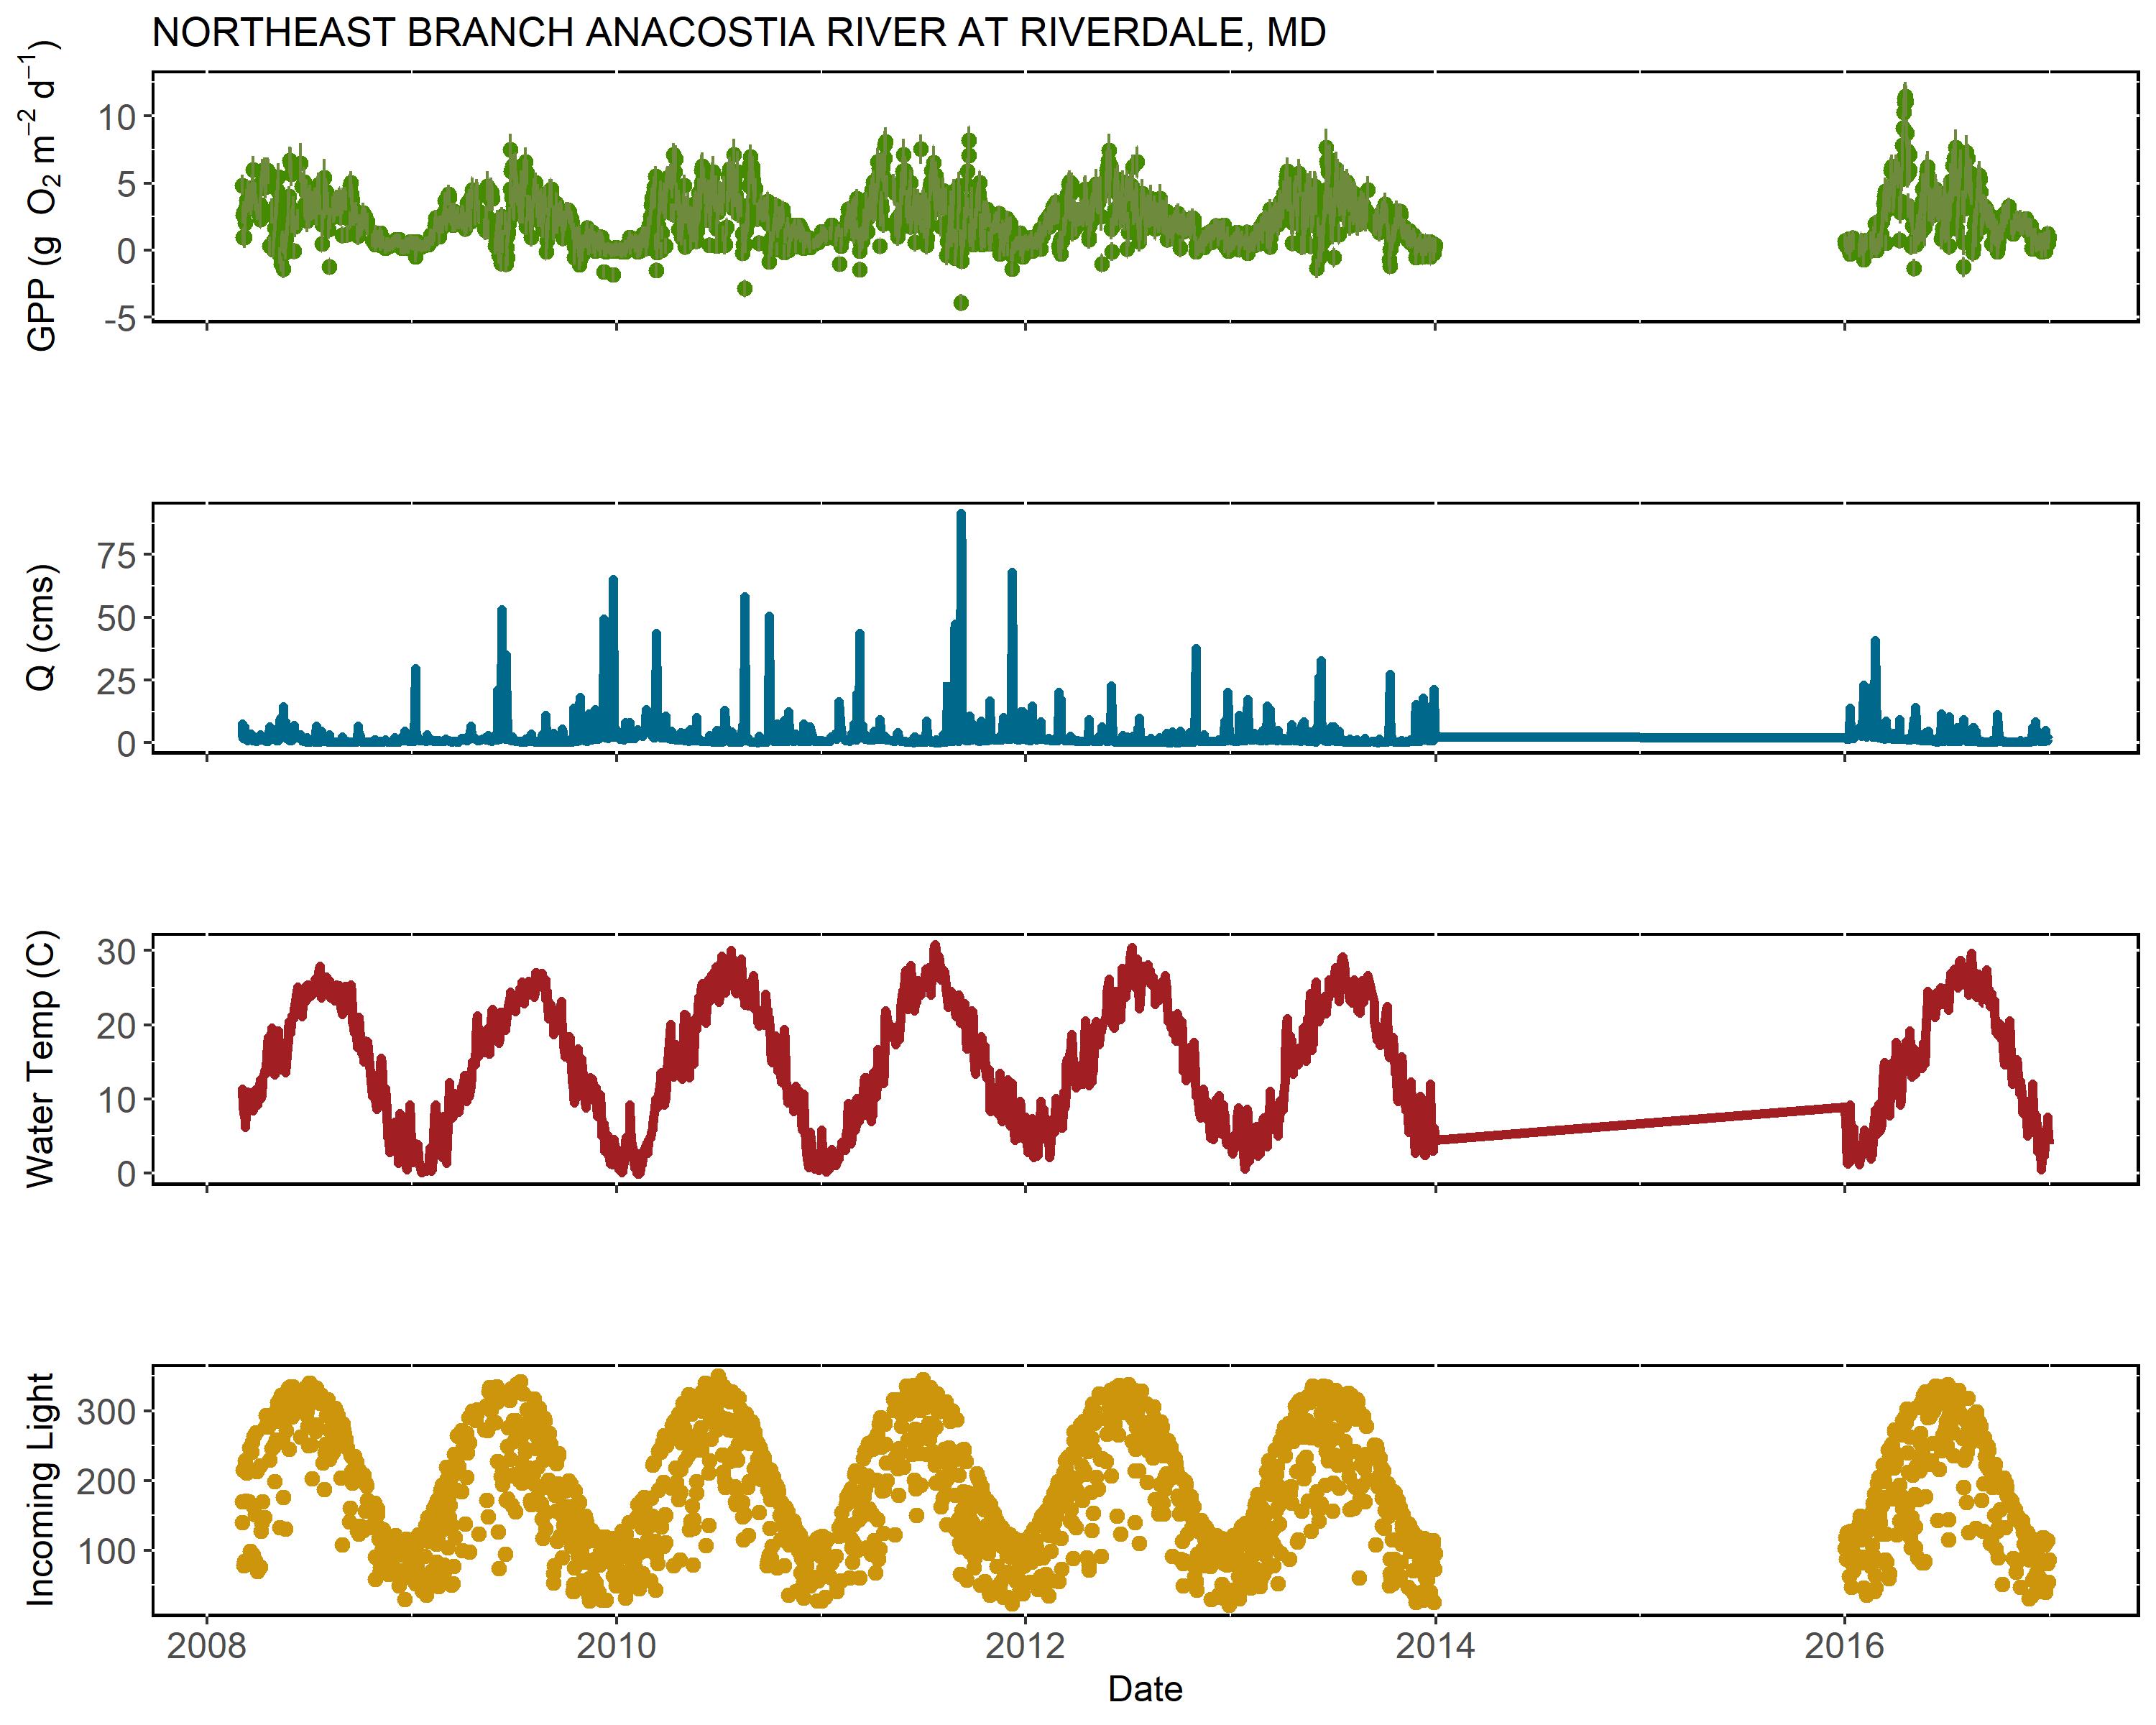 NORTHEAST BRANCH ANACOSTIA RIVER AT RIVERDALE, MD
GPP (g O₂ m⁻² d⁻¹)
10
5
0
-5
Q (cms)
75
50
25
0
Water Temp (C)
30
20
10
0
Incoming Light
300
200
100
2008 2010 2012 2014 2016
Date